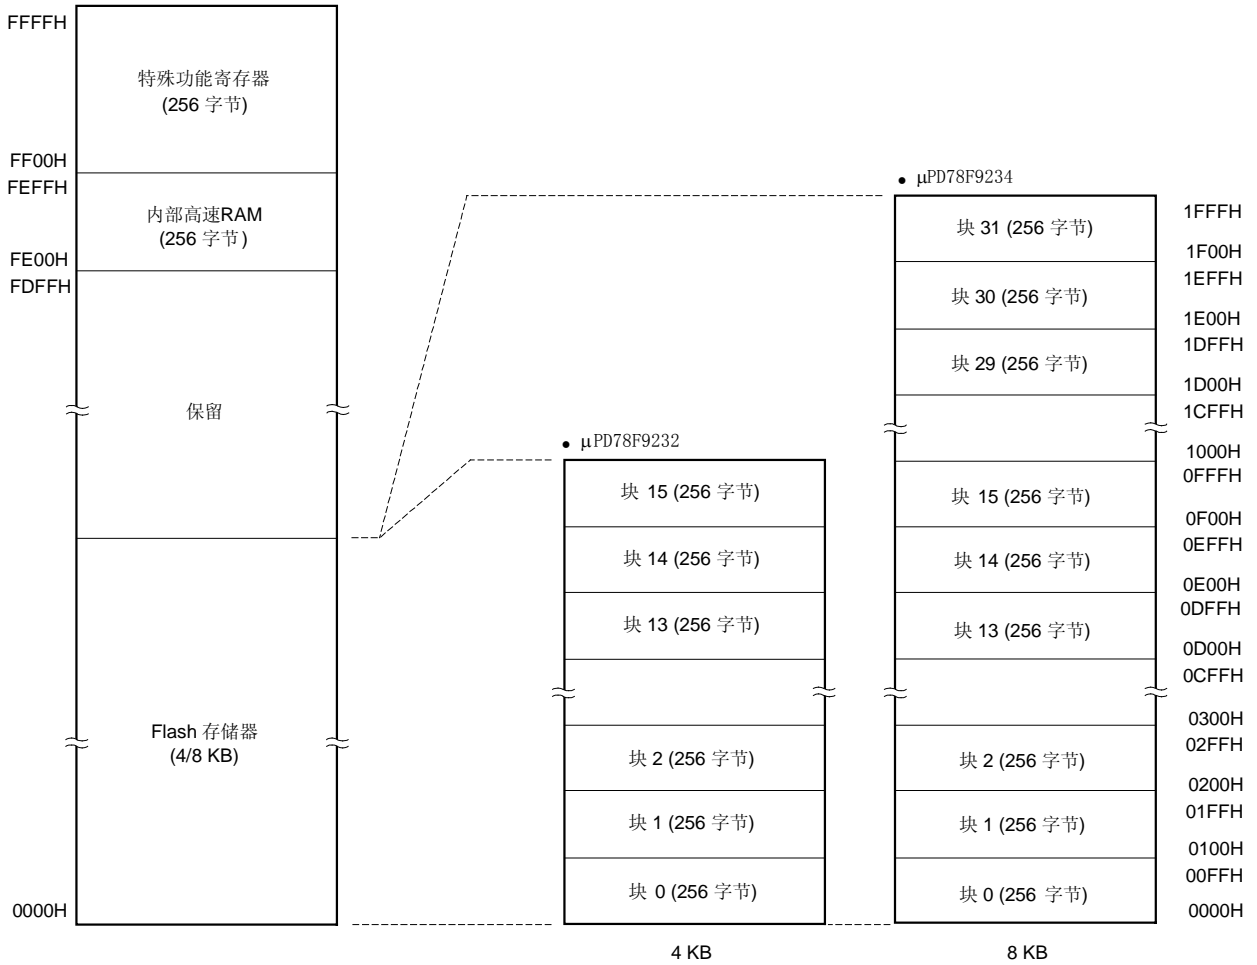 FFFFH
特殊功能寄存器
(256 字节)
FF00H
FEFFH
内部高速RAM
(256 字节)
FE00H
FDFFH
保留
Flash 存储器
(4/8 KB)
0000H
• μPD78F9232
块 15 (256 字节)
块 14 (256 字节)
块 13 (256 字节)
块 2 (256 字节)
块 1 (256 字节)
块 0 (256 字节)
4 KB
• μPD78F9234
块 31 (256 字节)
块 30 (256 字节)
块 29 (256 字节)
块 15 (256 字节)
块 14 (256 字节)
块 13 (256 字节)
块 2 (256 字节)
块 1 (256 字节)
块 0 (256 字节)
8 KB
1FFFH
1F00H
1EFFH
1E00H
1DFFH
1D00H
1CFFH
1000H
0FFFH
0F00H
0EFFH
0E00H
0DFFH
0D00H
0CFFH
0300H
02FFH
0200H
01FFH
0100H
00FFH
0000H